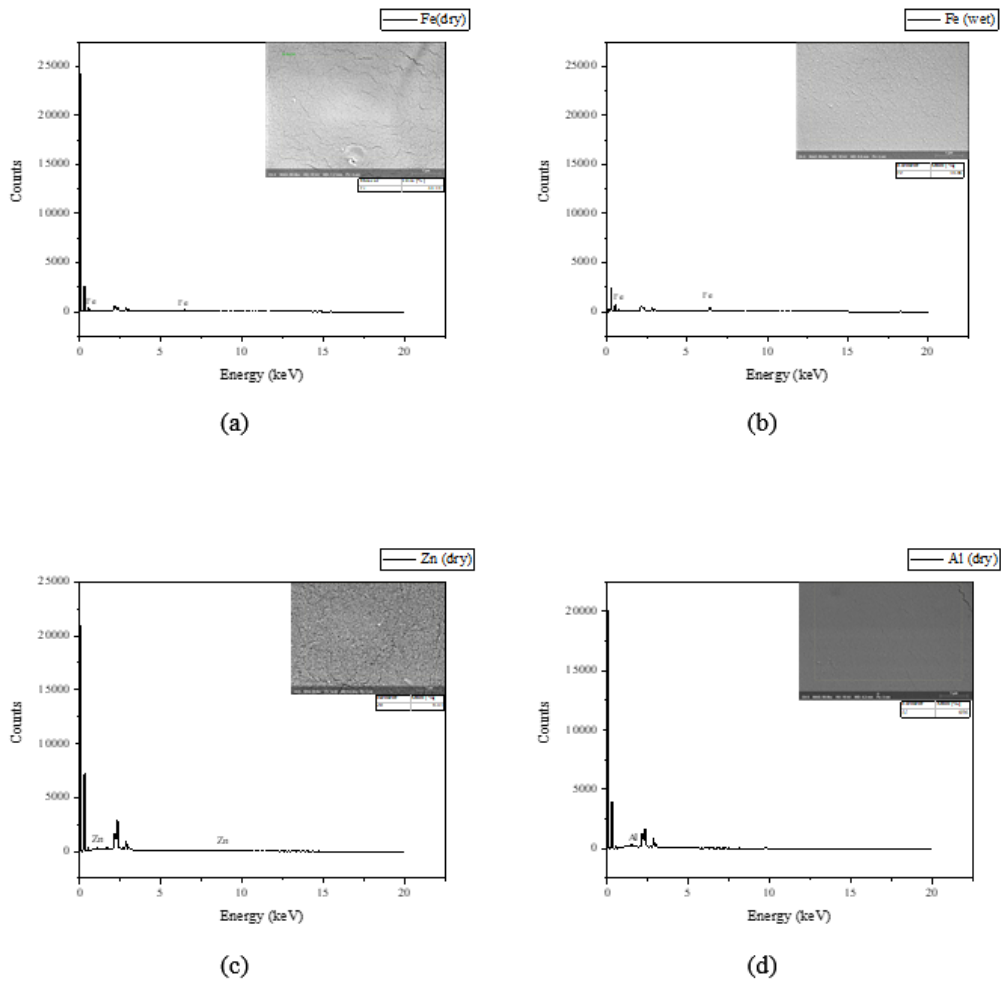 Fe(dry)
25000
20000
15000
10000
5000
0
Counts
Fe
Fe
0 5 10 15 20
Energy (keV)
(a)
Fe (wet)
25000
20000
15000
10000
5000
0
Counts
Fe
Fe
0 5 10 15 20
Energy (keV)
(b)
Zn (dry)
25000
20000
15000
10000
5000
0
Counts
Zn
Zn
0 5 10 15 20
Energy (keV)
(c)
Al (dry)
20000
15000
10000
5000
0
Counts
Al
0 5 10 15 20
Energy (keV)
(d)